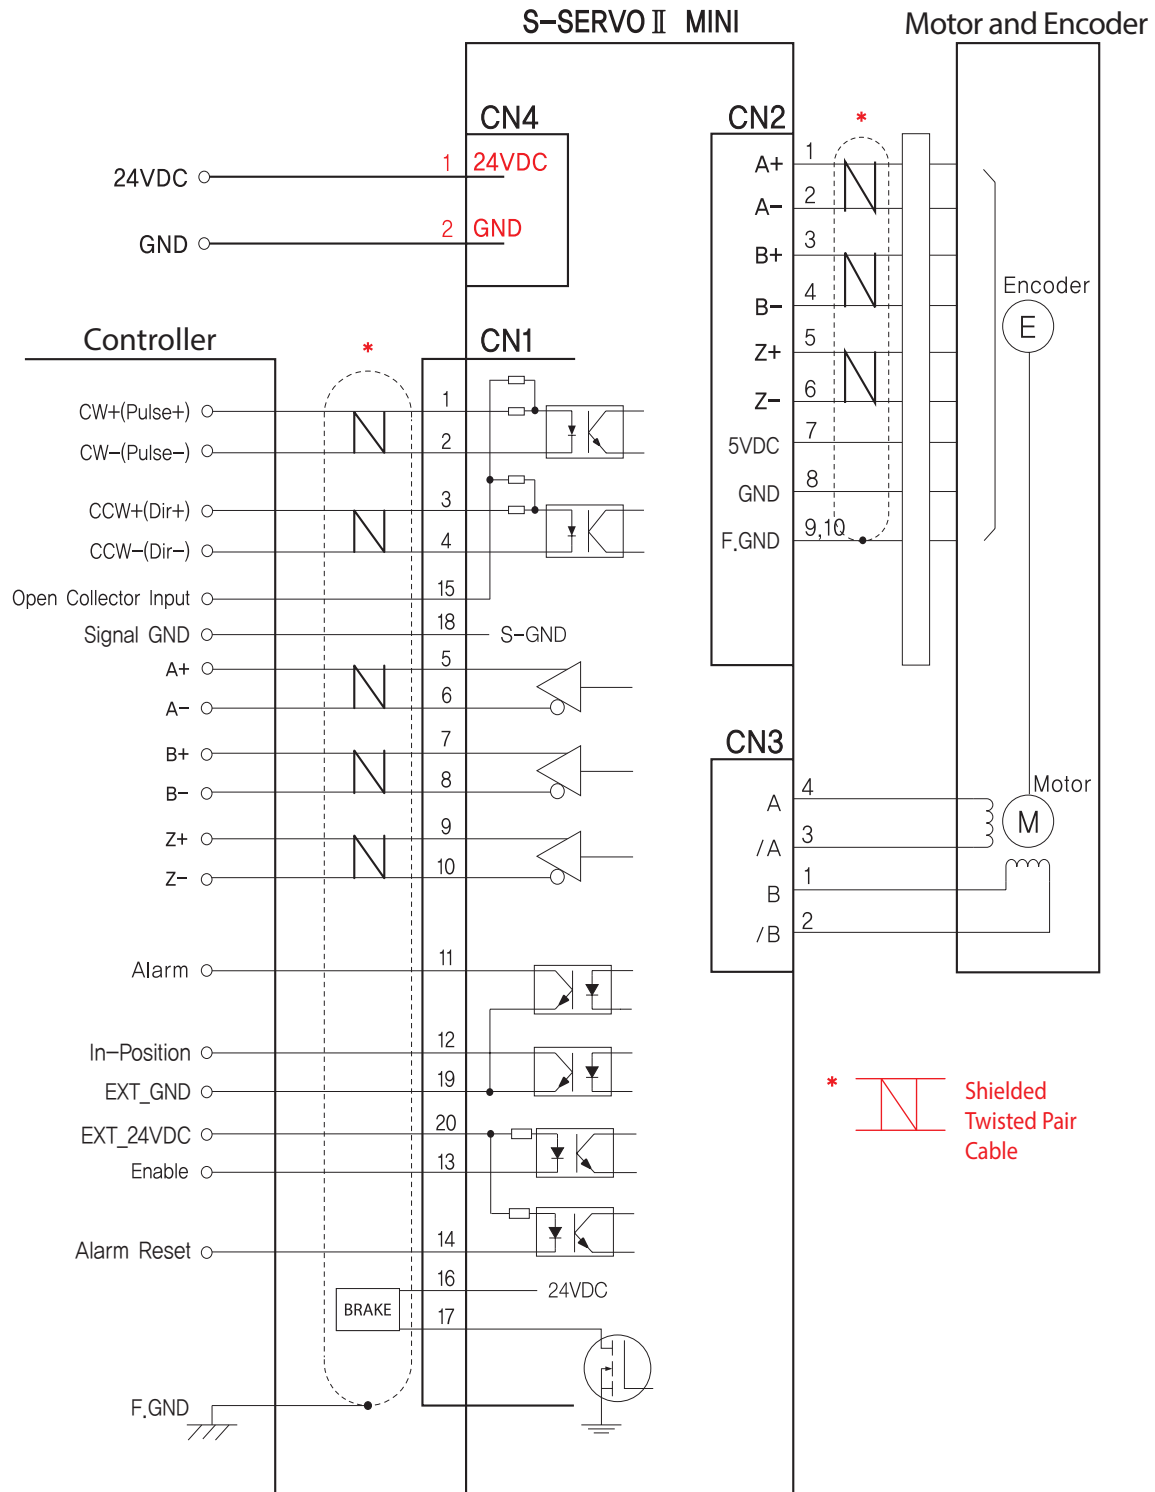 S-SERVO Ⅱ MINI
Motor and Encoder
CN4
1 24VDC
24VDC
2 GND
GND
CN2 *
A+ 1
A- 2
B+ 3
B- 4
Z+ 5
Z- 6
5VDC 7
GND 8
F.GND 9,10
Encoder
E
Controller
*
CN1
CW+(Pulse+) 1
CW-(Pulse-) 2
CCW+(Dir+) 3
CCW-(Dir-) 4
Open Collector Input 15
Signal GND 18 S-GND
A+ 5
A- 6
B+ 7
B- 8
Z+ 9
Z- 10
CN3
A 4
/A 3
B 1
/B 2
Motor
M
Alarm 11
In-Position 12
EXT_GND 19
EXT_24VDC 20
Enable 13
Alarm Reset 14
16 24VDC
BRAKE
17
F.GND
* Shielded
Twisted Pair
Cable